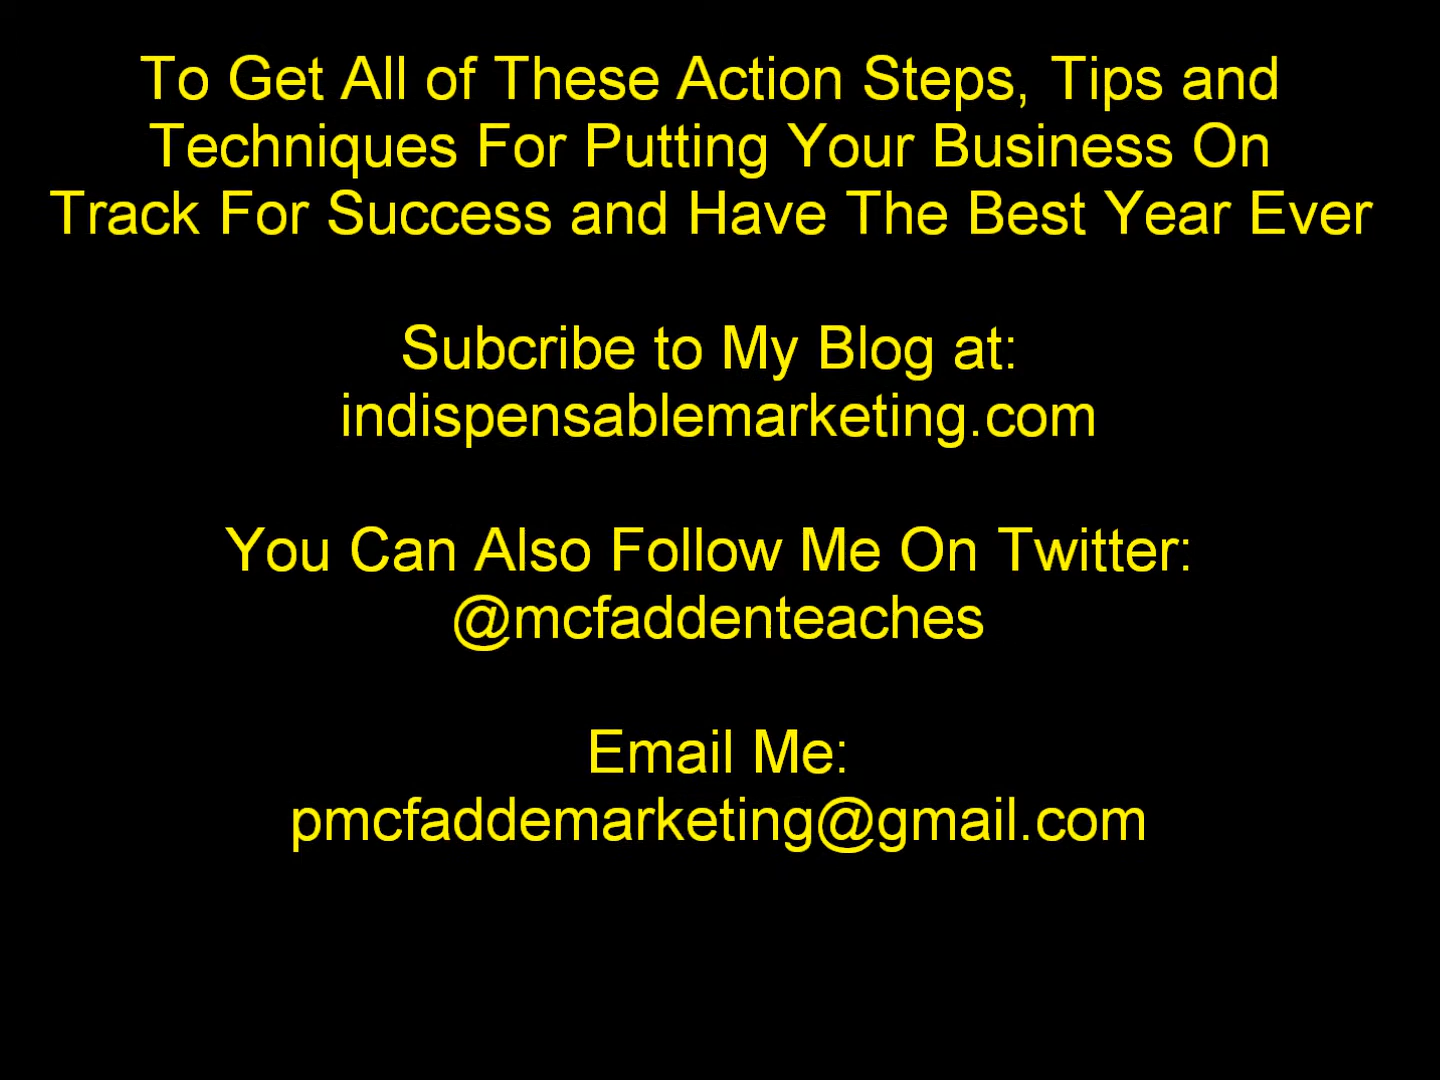 To Get All of These Action Steps, Tips and
Techniques For Putting Your Business On
Track For Success and Have The Best Year Ever
Subcribe to My Blog at:
indispensablemarketing.com
You Can Also Follow Me On Twitter:
@mcfaddenteaches
Email Me:
pmcfaddemarketing@gmail.com